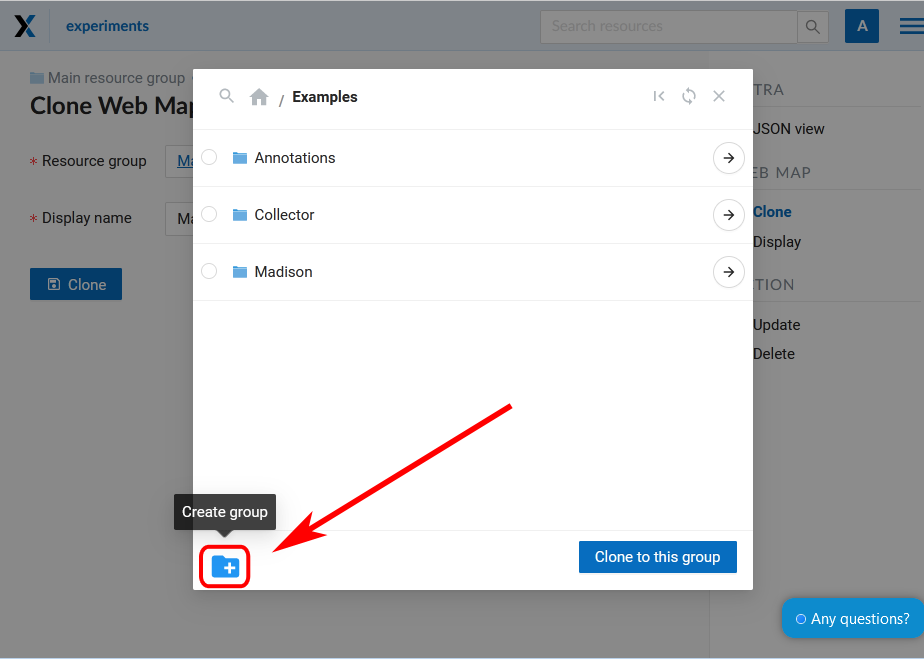 experiments
Search resources
A
Main resource group
Clone Web Map
TRA
JSON view
EB MAP
Clone
Display
TION
Update
Delete
* Resource group
Ma
* Display name
Ma
Clone
/ Examples
Annotations
Collector
Madison
Create group
Clone to this group
Any questions?